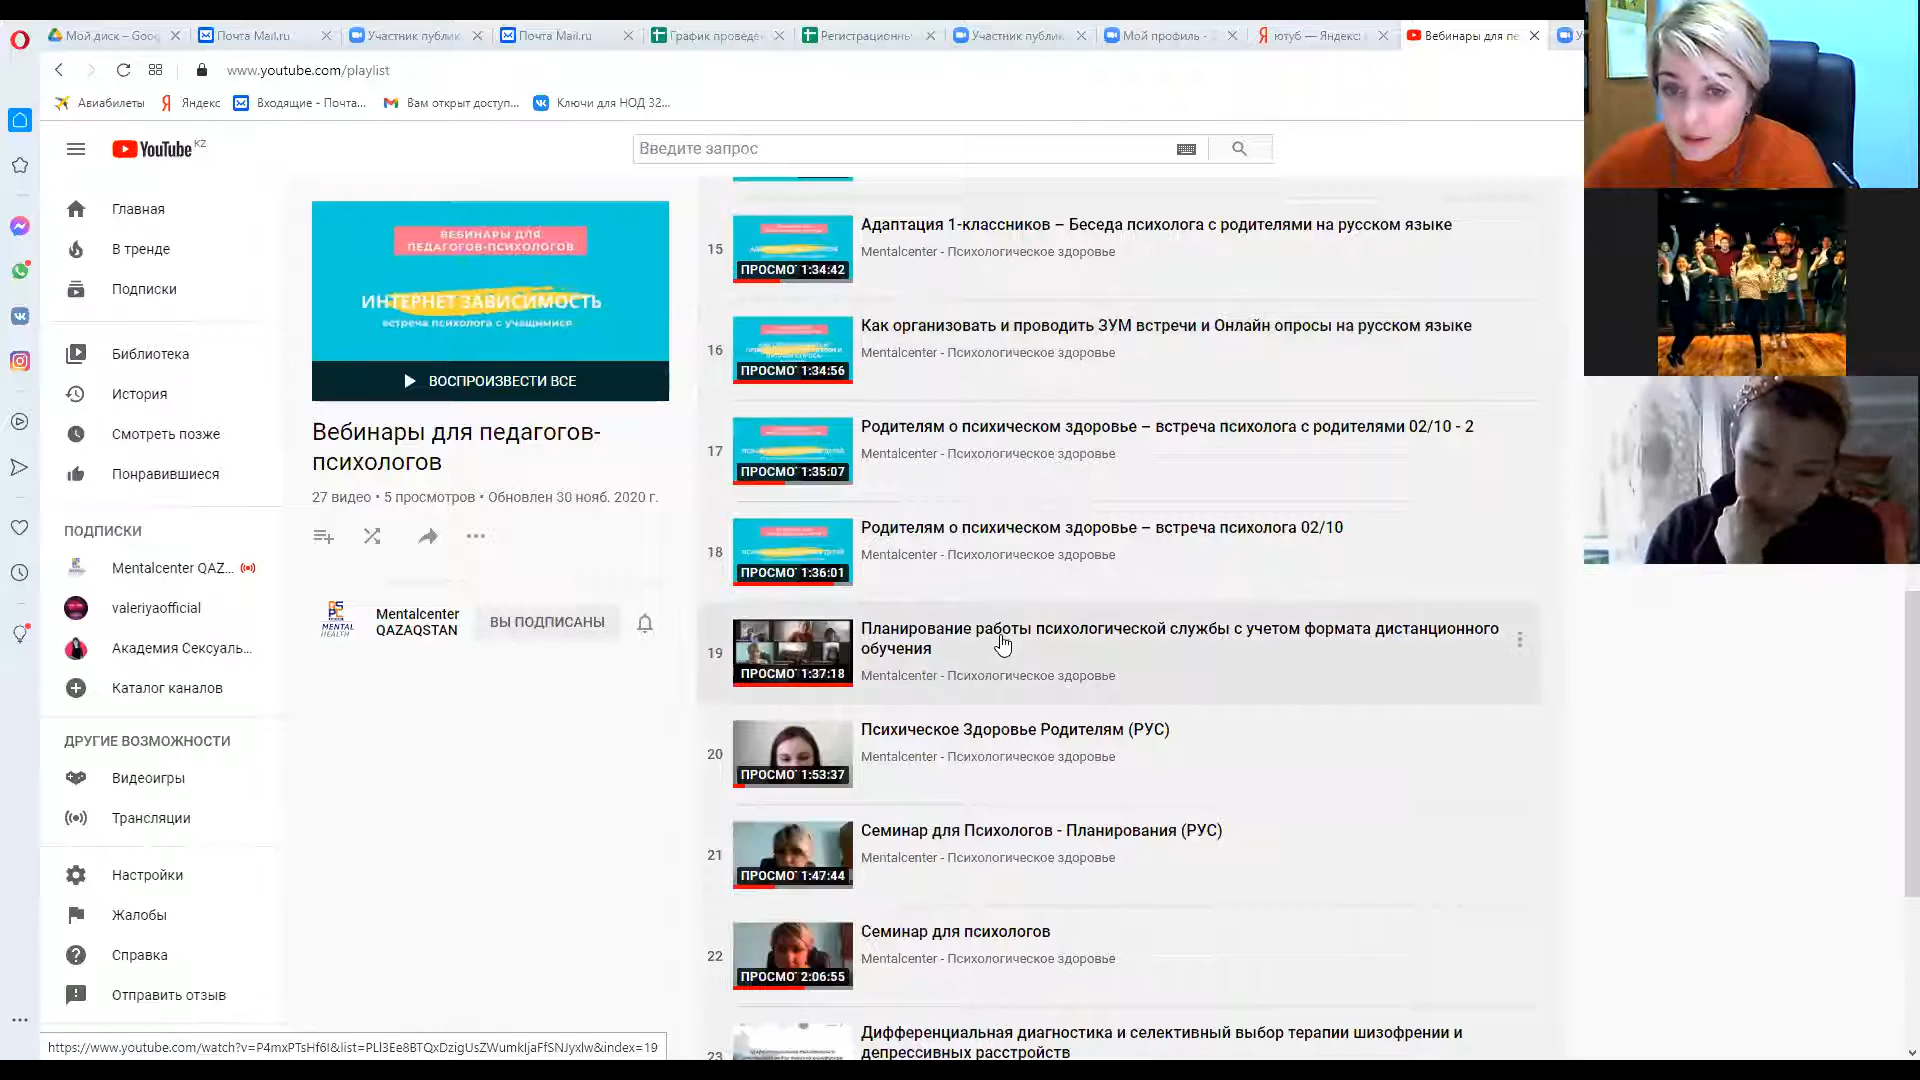 Мой диск – Goog
Почта Mail.ru
Участник публик
Почта Mail.ru
График проведе
Регистрационны
Участник публик
Мой профиль -
ютуб — Яндекс:
Вебинары для пе
www.youtube.com/playlist
Авиабилеты
Яндекс
Входящие - Почта...
Вам открыт доступ...
Ключи для НОД 32...
YouTube KZ
Введите запрос
Главная
В тренде
Подписки
Библиотека
История
Смотреть позже
Понравившиеся
ПОДПИСКИ
Mentalcenter QAZ...
valeriyaofficial
Академия Сексуаль...
Каталог каналов
ДРУГИЕ ВОЗМОЖНОСТИ
Видеоигры
Трансляции
Настройки
Жалобы
Справка
Отправить отзыв
ВЕБИНАРЫ ДЛЯ
ПЕДАГОГОВ-ПСИХОЛОГОВ
ИНТЕРНЕТ ЗАВИСИМОСТЬ
встреча психолога с учащимися
ВОСПРОИЗВЕСТИ ВСЕ
Вебинары для педагогов-
психологов
27 видео • 5 просмотров • Обновлен 30 нояб. 2020 г.
MENTAL
HEALTH
Mentalcenter
QAZAQSTAN
ВЫ ПОДПИСАНЫ
15
ПРОСМО 1:34:42
Адаптация 1-классников – Беседа психолога с родителями на русском языке
Mentalcenter - Психологическое здоровье
16
ПРОСМО 1:34:56
Как организовать и проводить ЗУМ встречи и Онлайн опросы на русском языке
Mentalcenter - Психологическое здоровье
17
ПРОСМО 1:35:07
Родителям о психическом здоровье – встреча психолога с родителями 02/10 - 2
Mentalcenter - Психологическое здоровье
18
ПРОСМО 1:36:01
Родителям о психическом здоровье – встреча психолога 02/10
Mentalcenter - Психологическое здоровье
19
ПРОСМО 1:37:18
Планирование работы психологической службы с учетом формата дистанционного
обучения
Mentalcenter - Психологическое здоровье
20
ПРОСМО 1:53:37
Психическое Здоровье Родителям (РУС)
Mentalcenter - Психологическое здоровье
21
ПРОСМО 1:47:44
Семинар для Психологов - Планирования (РУС)
Mentalcenter - Психологическое здоровье
22
ПРОСМО 2:06:55
Семинар для психологов
Mentalcenter - Психологическое здоровье
23
Дифференциальная диагностика и селективный выбор терапии шизофрении и
депрессивных расстройств
https://www.youtube.com/watch?v=P4mxPTsHf6I&list=PLl3Ee8BTQxDzigUsZWumkIjaFfSNJyxlw&index=19